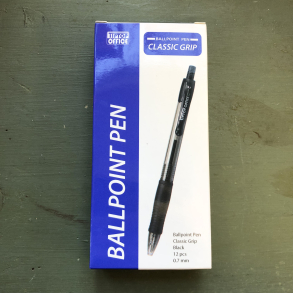 TIPTOP
OFFICE
BALLPOINT PEN
CLASSIC GRIP
BALLPOINT PEN
Ballpoint Pen
Classic Grip
Black
12 pcs
0.7 mm